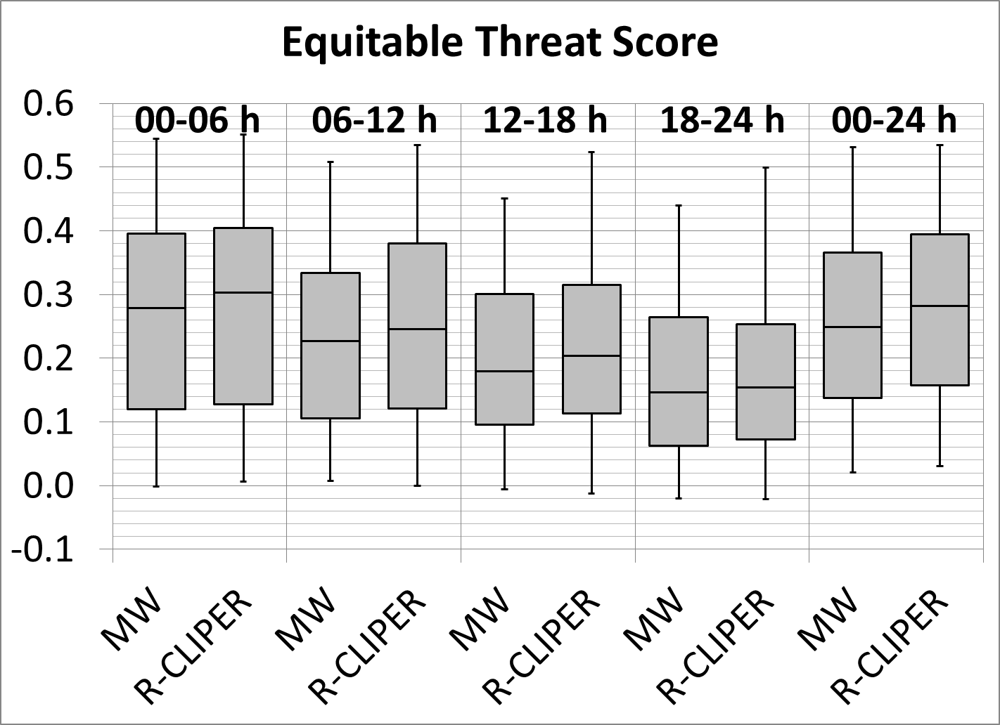 Equitable Threat Score
0.6
0.5
0.4
0.3
0.2
0.1
0.0
-0.1
00-06 h
06-12 h
12-18 h
18-24 h
00-24 h
MW
R-CLIPER
MW
R-CLIPER
MW
R-CLIPER
MW
R-CLIPER
MW
R-CLIPER